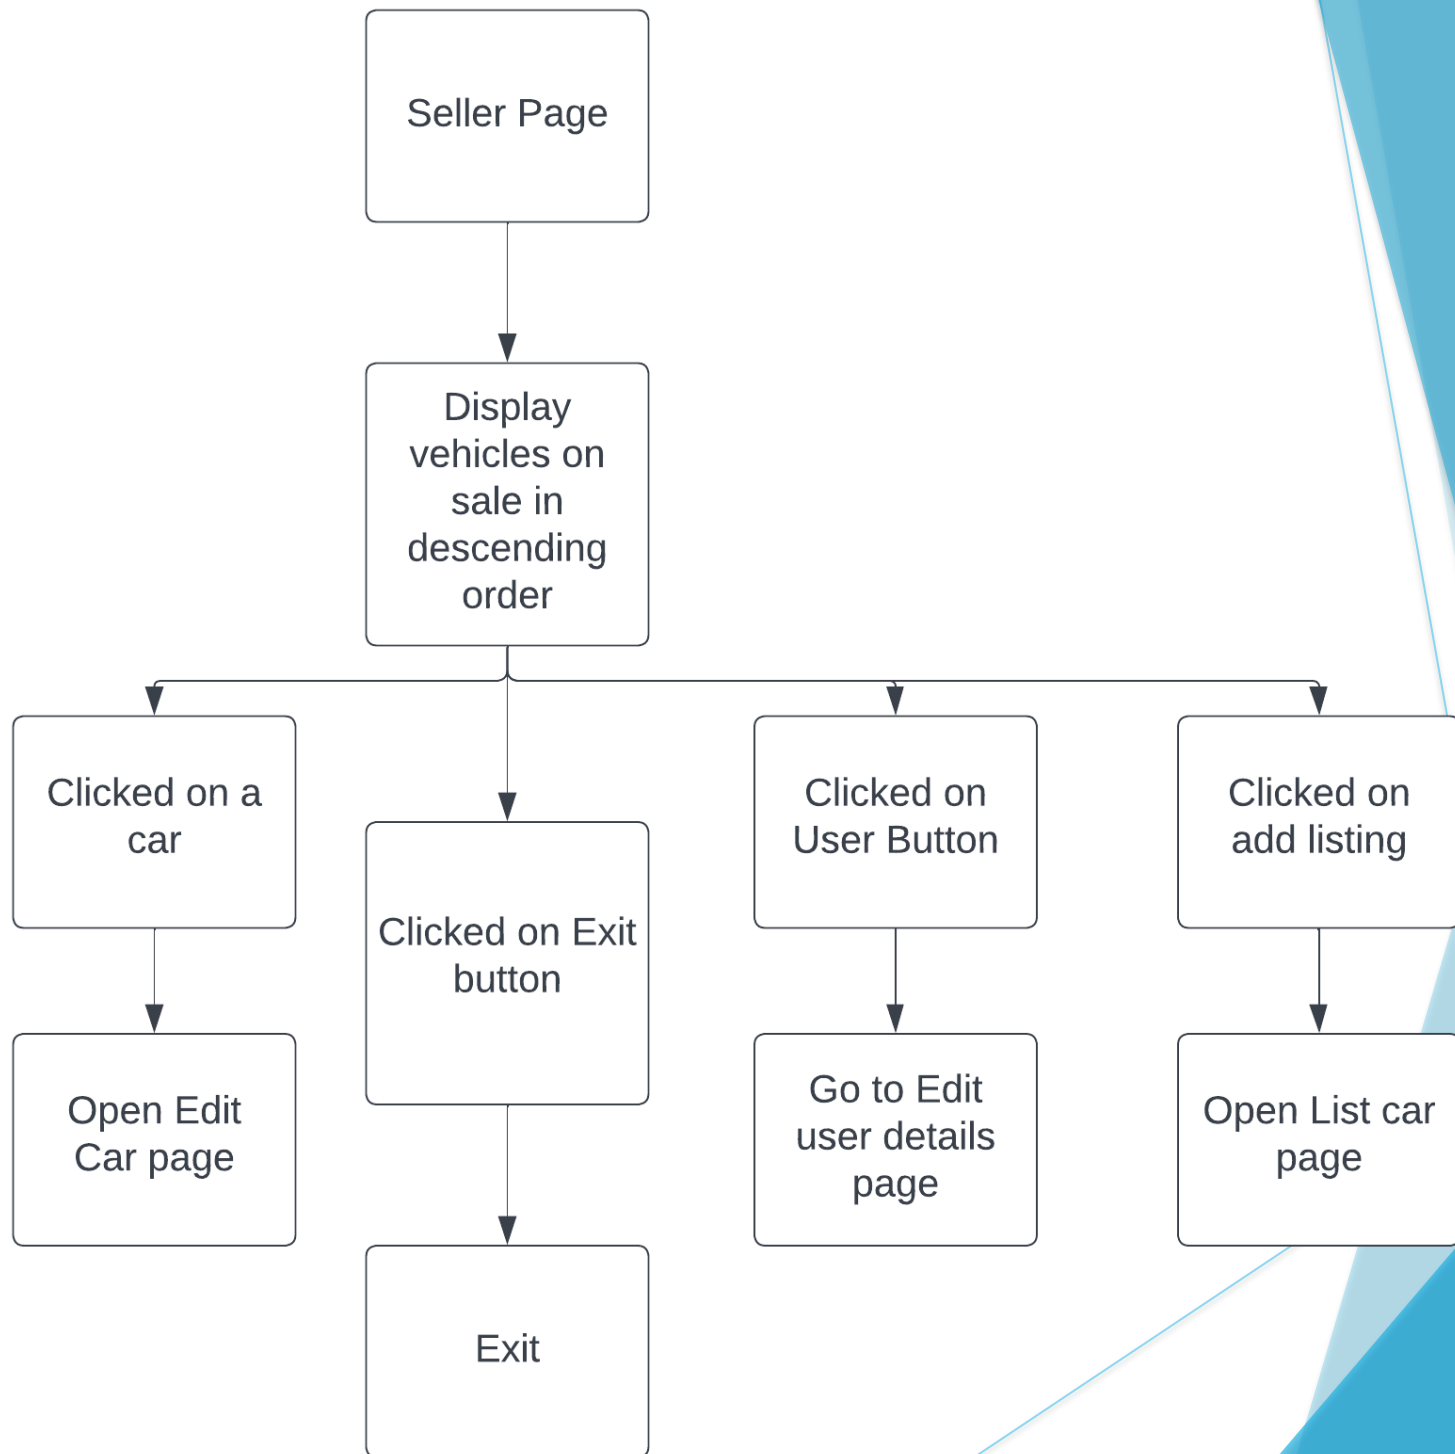 Seller Page
Display
vehicles on
sale in
descending
order
Clicked on a
car
Clicked on Exit
button
Clicked on
User Button
Clicked on
add listing
Open Edit
Car page
Go to Edit
user details
page
Open List car
page
Exit